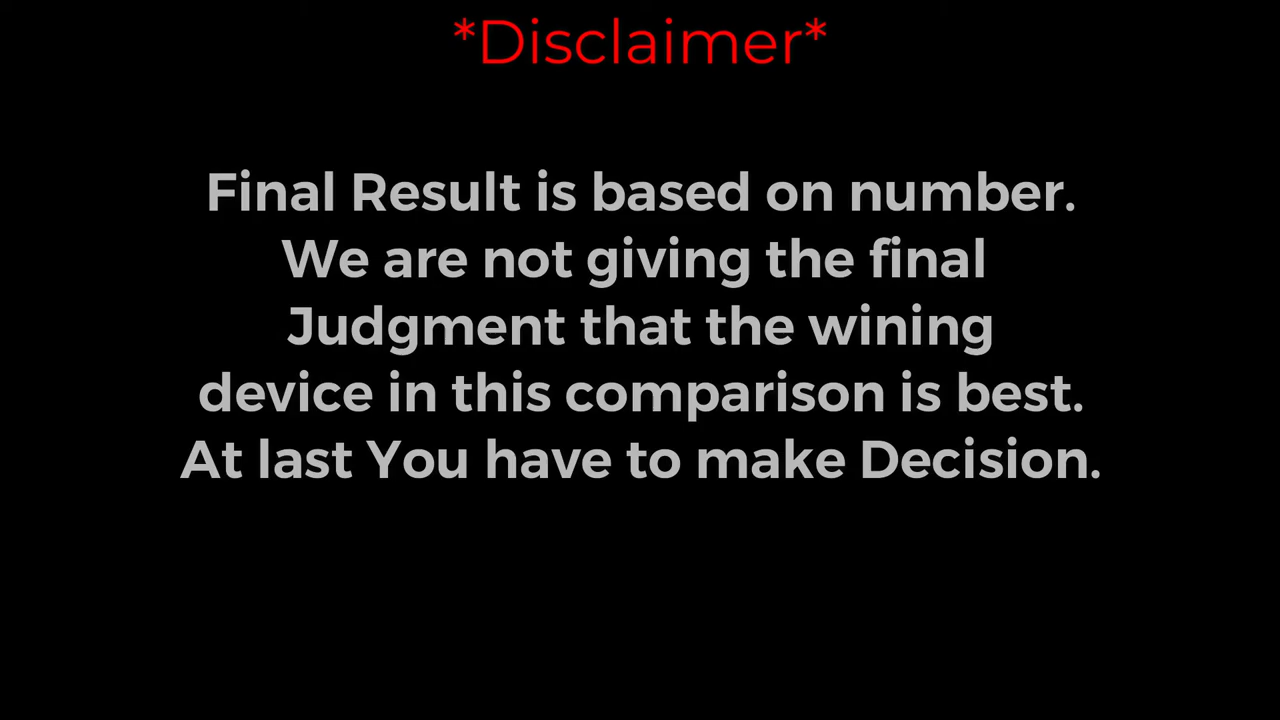 *Disclaimer*
Final Result is based on number.
We are not giving the final
Judgment that the wining
device in this comparison is best.
At last You have to make Decision.